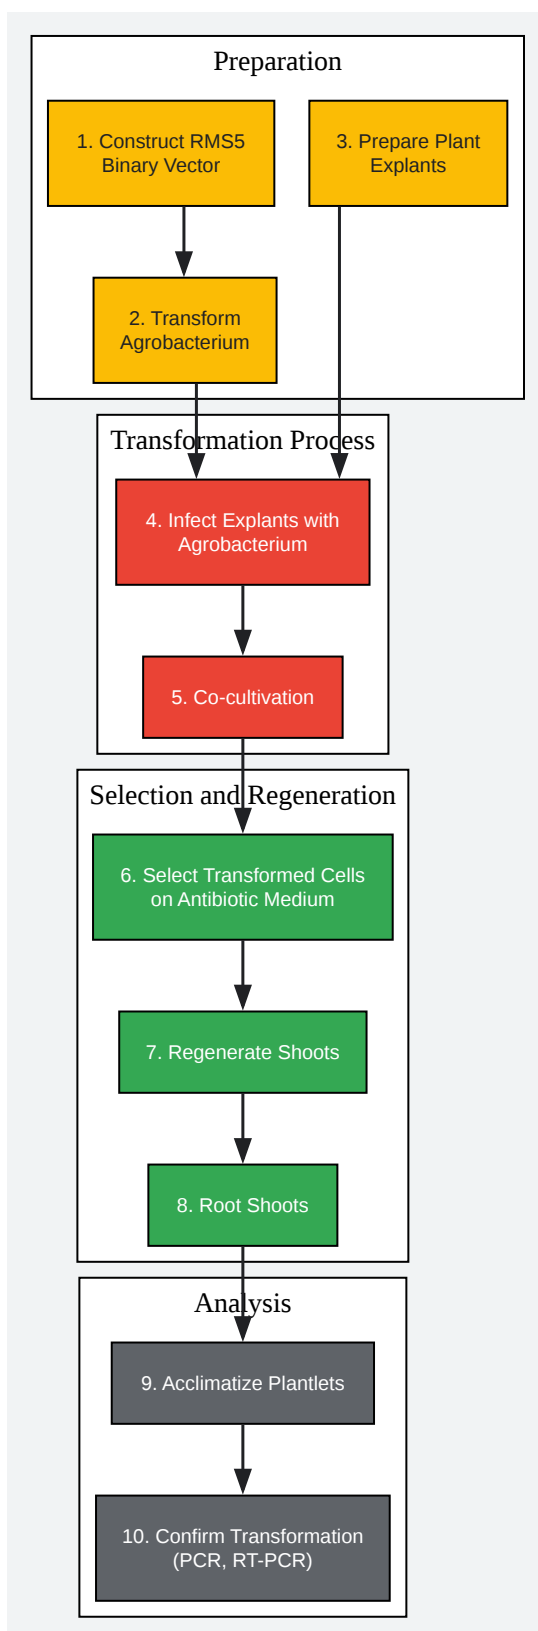 Preparation
1. Construct RMS5
Binary Vector
3. Prepare Plant
Explants
2. Transform
Agrobacterium
Transformation Process
4. Infect Explants with
Agrobacterium
5. Co-cultivation
Selection and Regeneration
6. Select Transformed Cells
on Antibiotic Medium
7. Regenerate Shoots
8. Root Shoots
Analysis
9. Acclimatize Plantlets
10. Confirm Transformation
(PCR, RT-PCR)